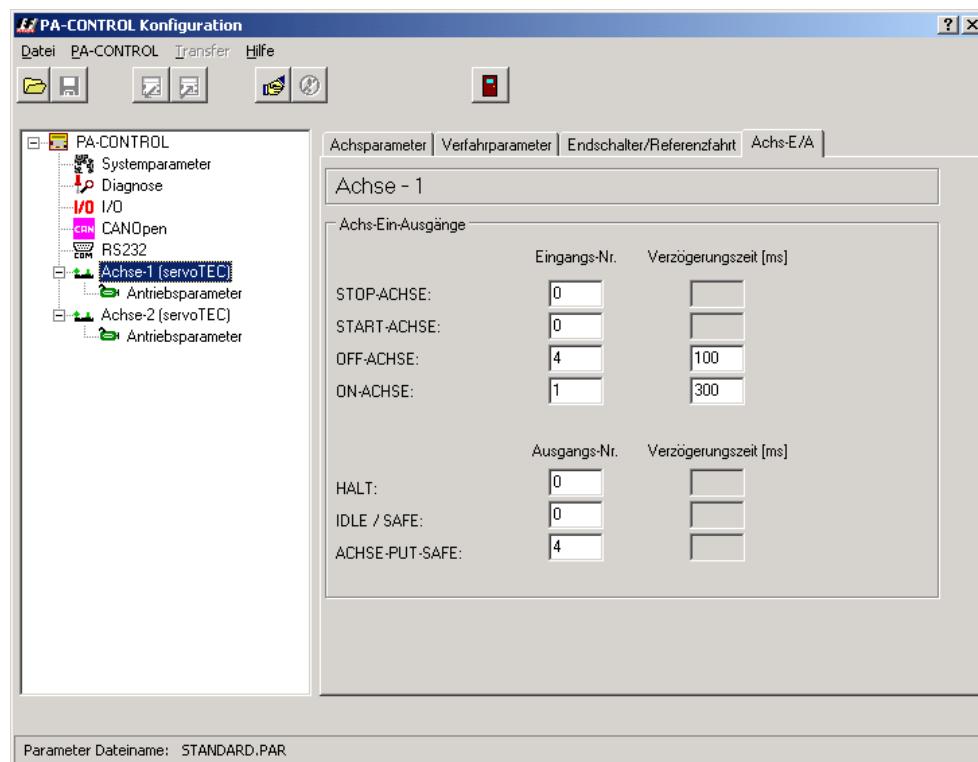 PA-CONTROL Konfiguration
Datei PA-CONTROL Transfer Hilfe
PA-CONTROL
Systemparameter
Diagnose
I/O I/O
CAN CANOpen
COM RS232
Achse-1 (servoTEC)
Antriebsparameter
Achse-2 (servoTEC)
Antriebsparameter
Achsparameter Verfahrparameter Endschalter/Referenzfahrt Achs-E/A
Achse - 1
Achs-Ein-Ausgänge
Eingangs-Nr. Verzögerungszeit [ms]
STOP-ACHSE: 0
START-ACHSE: 0
OFF-ACHSE: 4 100
ON-ACHSE: 1 300
Ausgangs-Nr. Verzögerungszeit [ms]
HALT: 0
IDLE / SAFE: 0
ACHSE-PUT-SAFE: 4
Parameter Dateiname: STANDARD.PAR